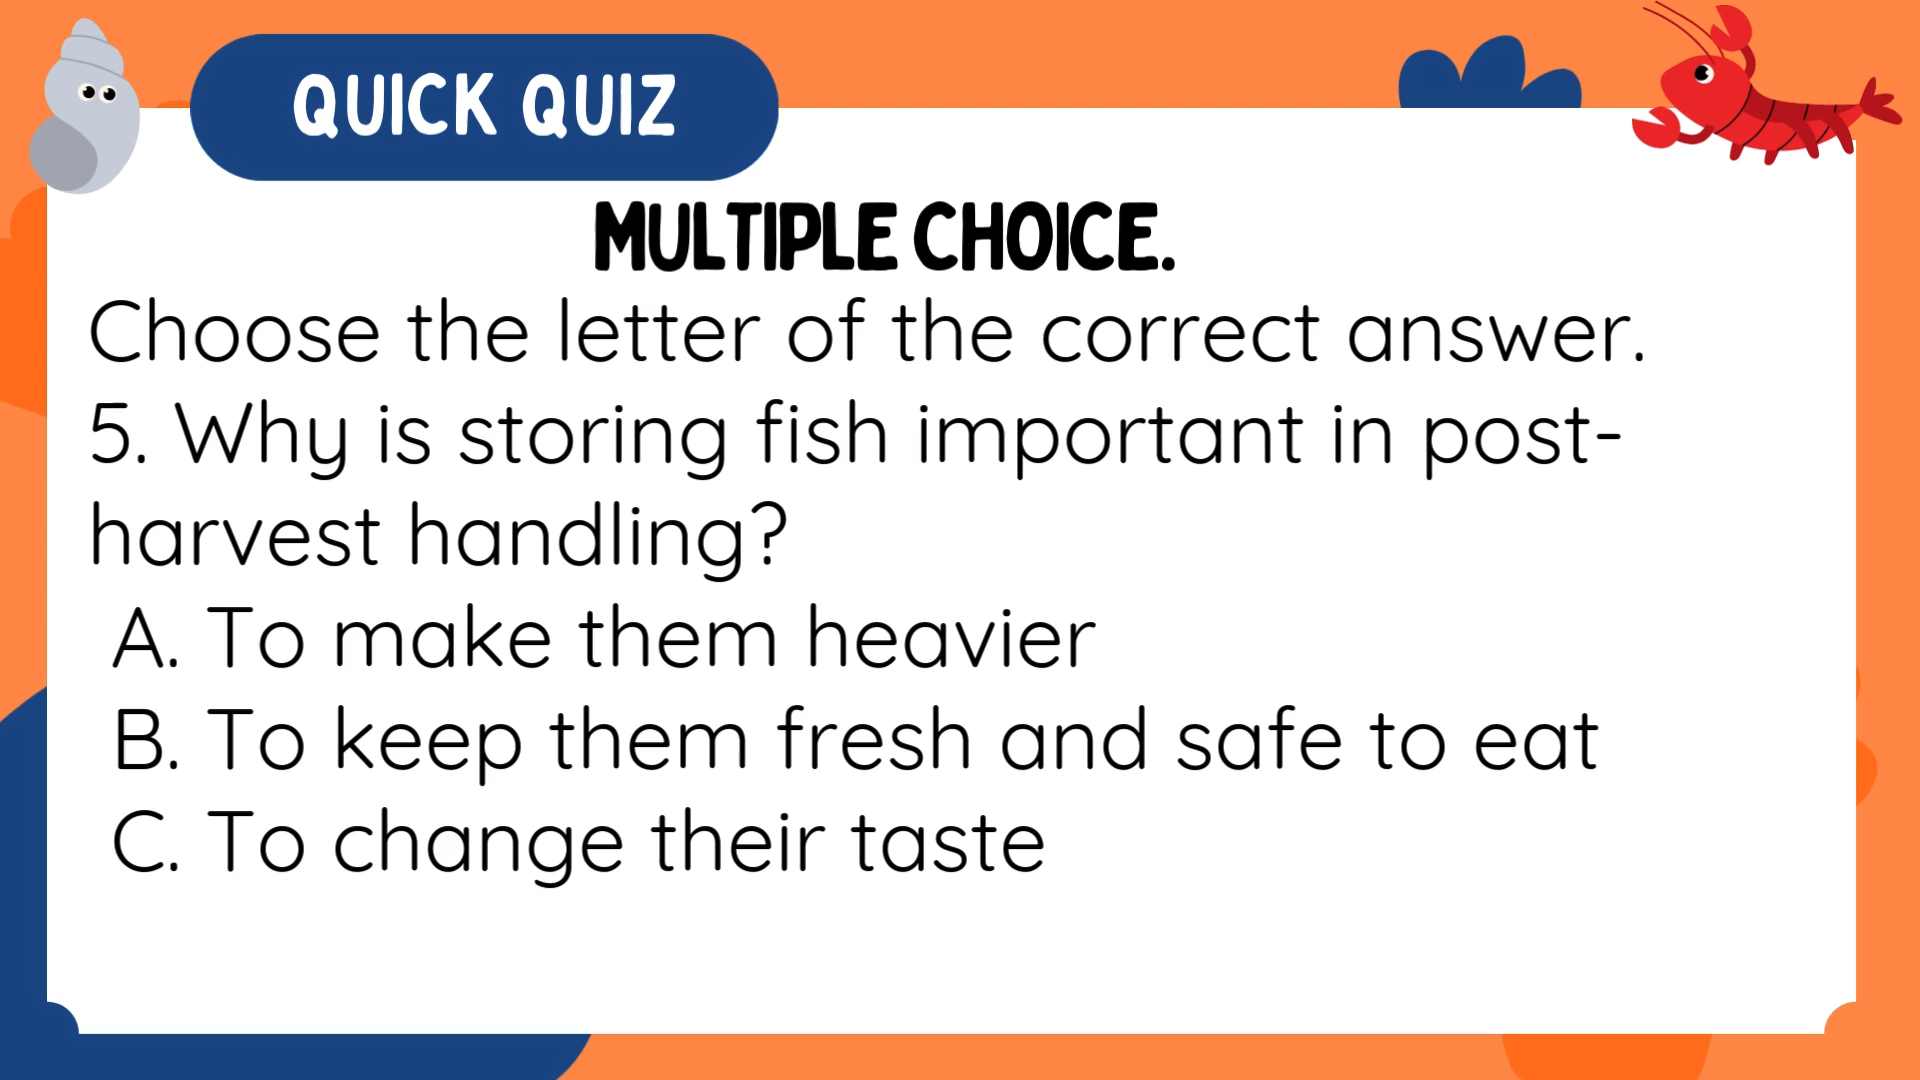 QUICK QUIZ
MULTIPLE CHOICE.
Choose the letter of the correct answer.
5. Why is storing fish important in post-
harvest handling?
A. To make them heavier
B. To keep them fresh and safe to eat
C. To change their taste